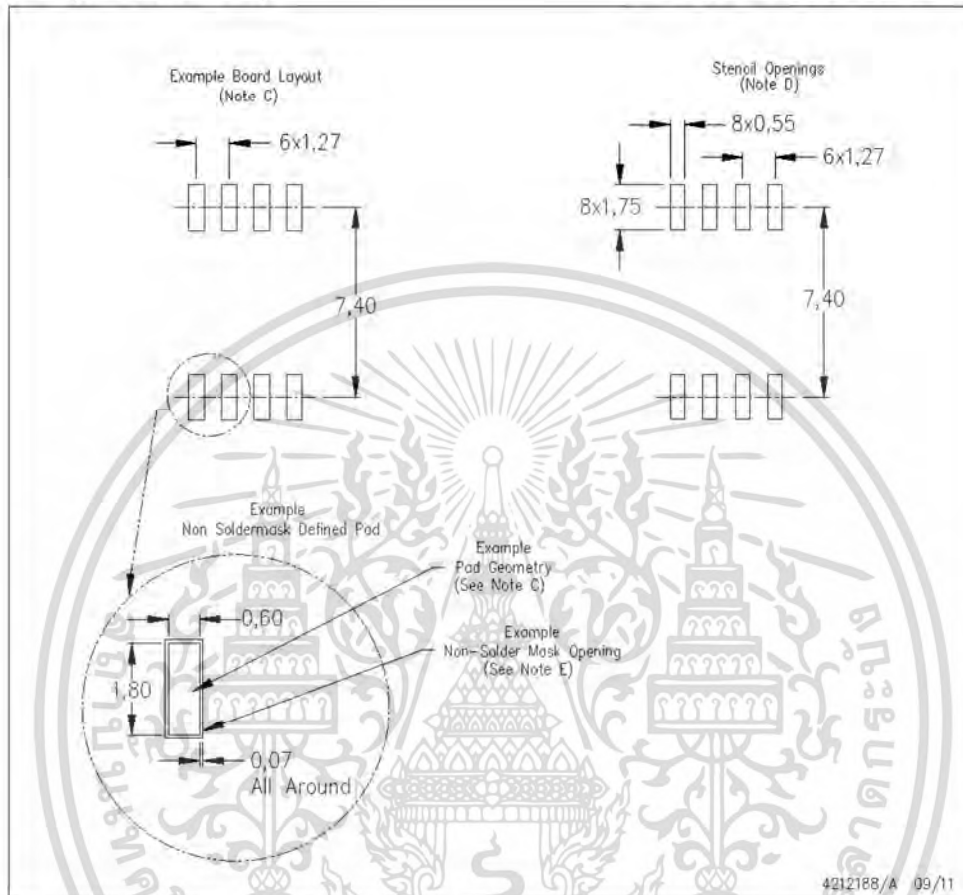 Example Board Layout
(Note C)
6x1,27
7,40
Stencil Openings
(Note D)
8x0,55
6x1,27
8x1,75
7,40
Example
Non Soldermask Defined Pad
Example
Pad Geometry
(See Note C)
0,60
Example
Non-Solder Mask Opening
(See Note E)
1,80
0,07
All Around
4212188/A 09/11